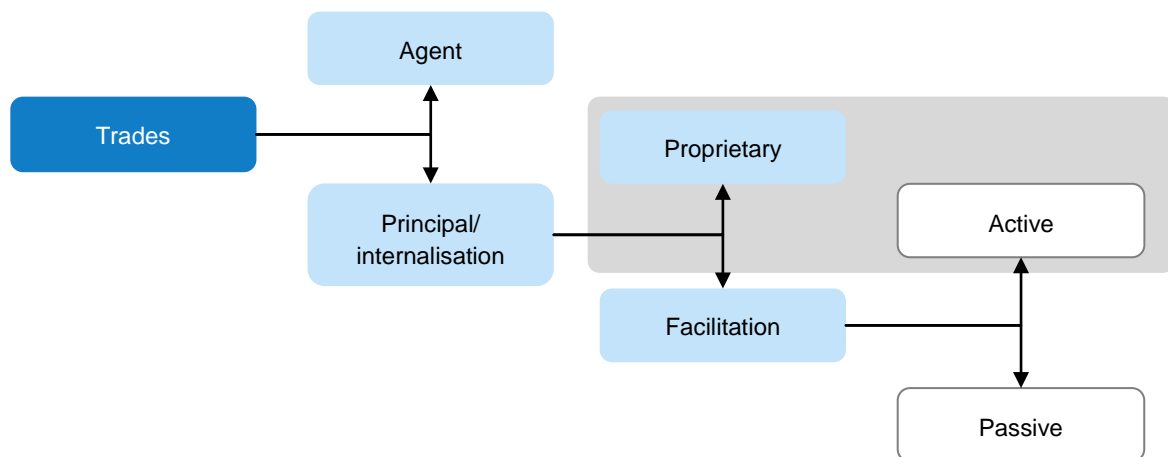 Agent
Trades
Proprietary
Principal/
internalisation
Active
Facilitation
Passive